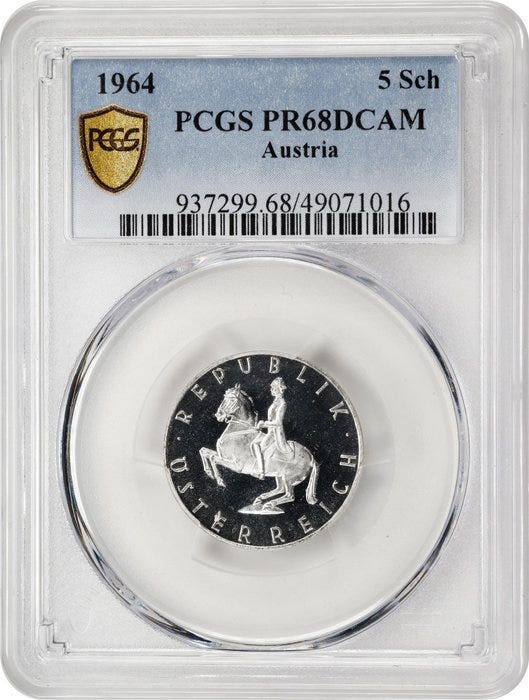 1964 5 Sch
PCGS
PCGS PR68DCAM
Austria
937299.68/49071016
· REPUBLIK · ÖSTERREICH